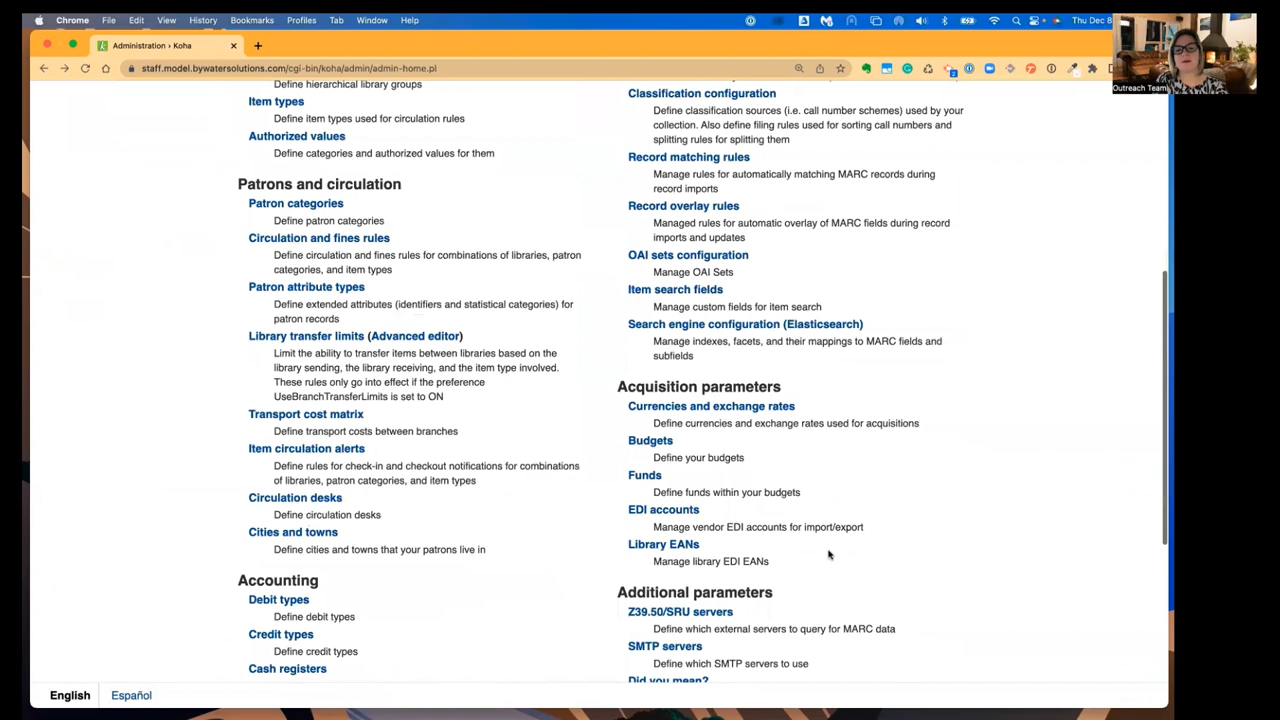 Chrome File Edit View History Bookmarks Profiles Tab Window Help
Thu Dec 8
Administration › Koha
staff.model.bywatersolutions.com/cgi-bin/koha/admin/admin-home.pl
Outreach Team
Define hierarchical library groups
Item types
Define item types used for circulation rules
Authorized values
Define categories and authorized values for them
Patrons and circulation
Patron categories
Define patron categories
Circulation and fines rules
Define circulation and fines rules for combinations of libraries, patron
categories, and item types
Patron attribute types
Define extended attributes (identifiers and statistical categories) for
patron records
Library transfer limits (Advanced editor)
Limit the ability to transfer items between libraries based on the
library sending, the library receiving, and the item type involved.
These rules only go into effect if the preference
UseBranchTransferLimits is set to ON
Transport cost matrix
Define transport costs between branches
Item circulation alerts
Define rules for check-in and checkout notifications for combinations
of libraries, patron categories, and item types
Circulation desks
Define circulation desks
Cities and towns
Define cities and towns that your patrons live in
Accounting
Debit types
Define debit types
Credit types
Define credit types
Cash registers
Classification configuration
Define classification sources (i.e. call number schemes) used by your
collection. Also define filing rules used for sorting call numbers and
splitting rules for splitting them
Record matching rules
Manage rules for automatically matching MARC records during
record imports
Record overlay rules
Managed rules for automatic overlay of MARC fields during record
imports and updates
OAI sets configuration
Manage OAI Sets
Item search fields
Manage custom fields for item search
Search engine configuration (Elasticsearch)
Manage indexes, facets, and their mappings to MARC fields and
subfields
Acquisition parameters
Currencies and exchange rates
Define currencies and exchange rates used for acquisitions
Budgets
Define your budgets
Funds
Define funds within your budgets
EDI accounts
Manage vendor EDI accounts for import/export
Library EANs
Manage library EDI EANs
Additional parameters
Z39.50/SRU servers
Define which external servers to query for MARC data
SMTP servers
Define which SMTP servers to use
Did you mean?
English Español